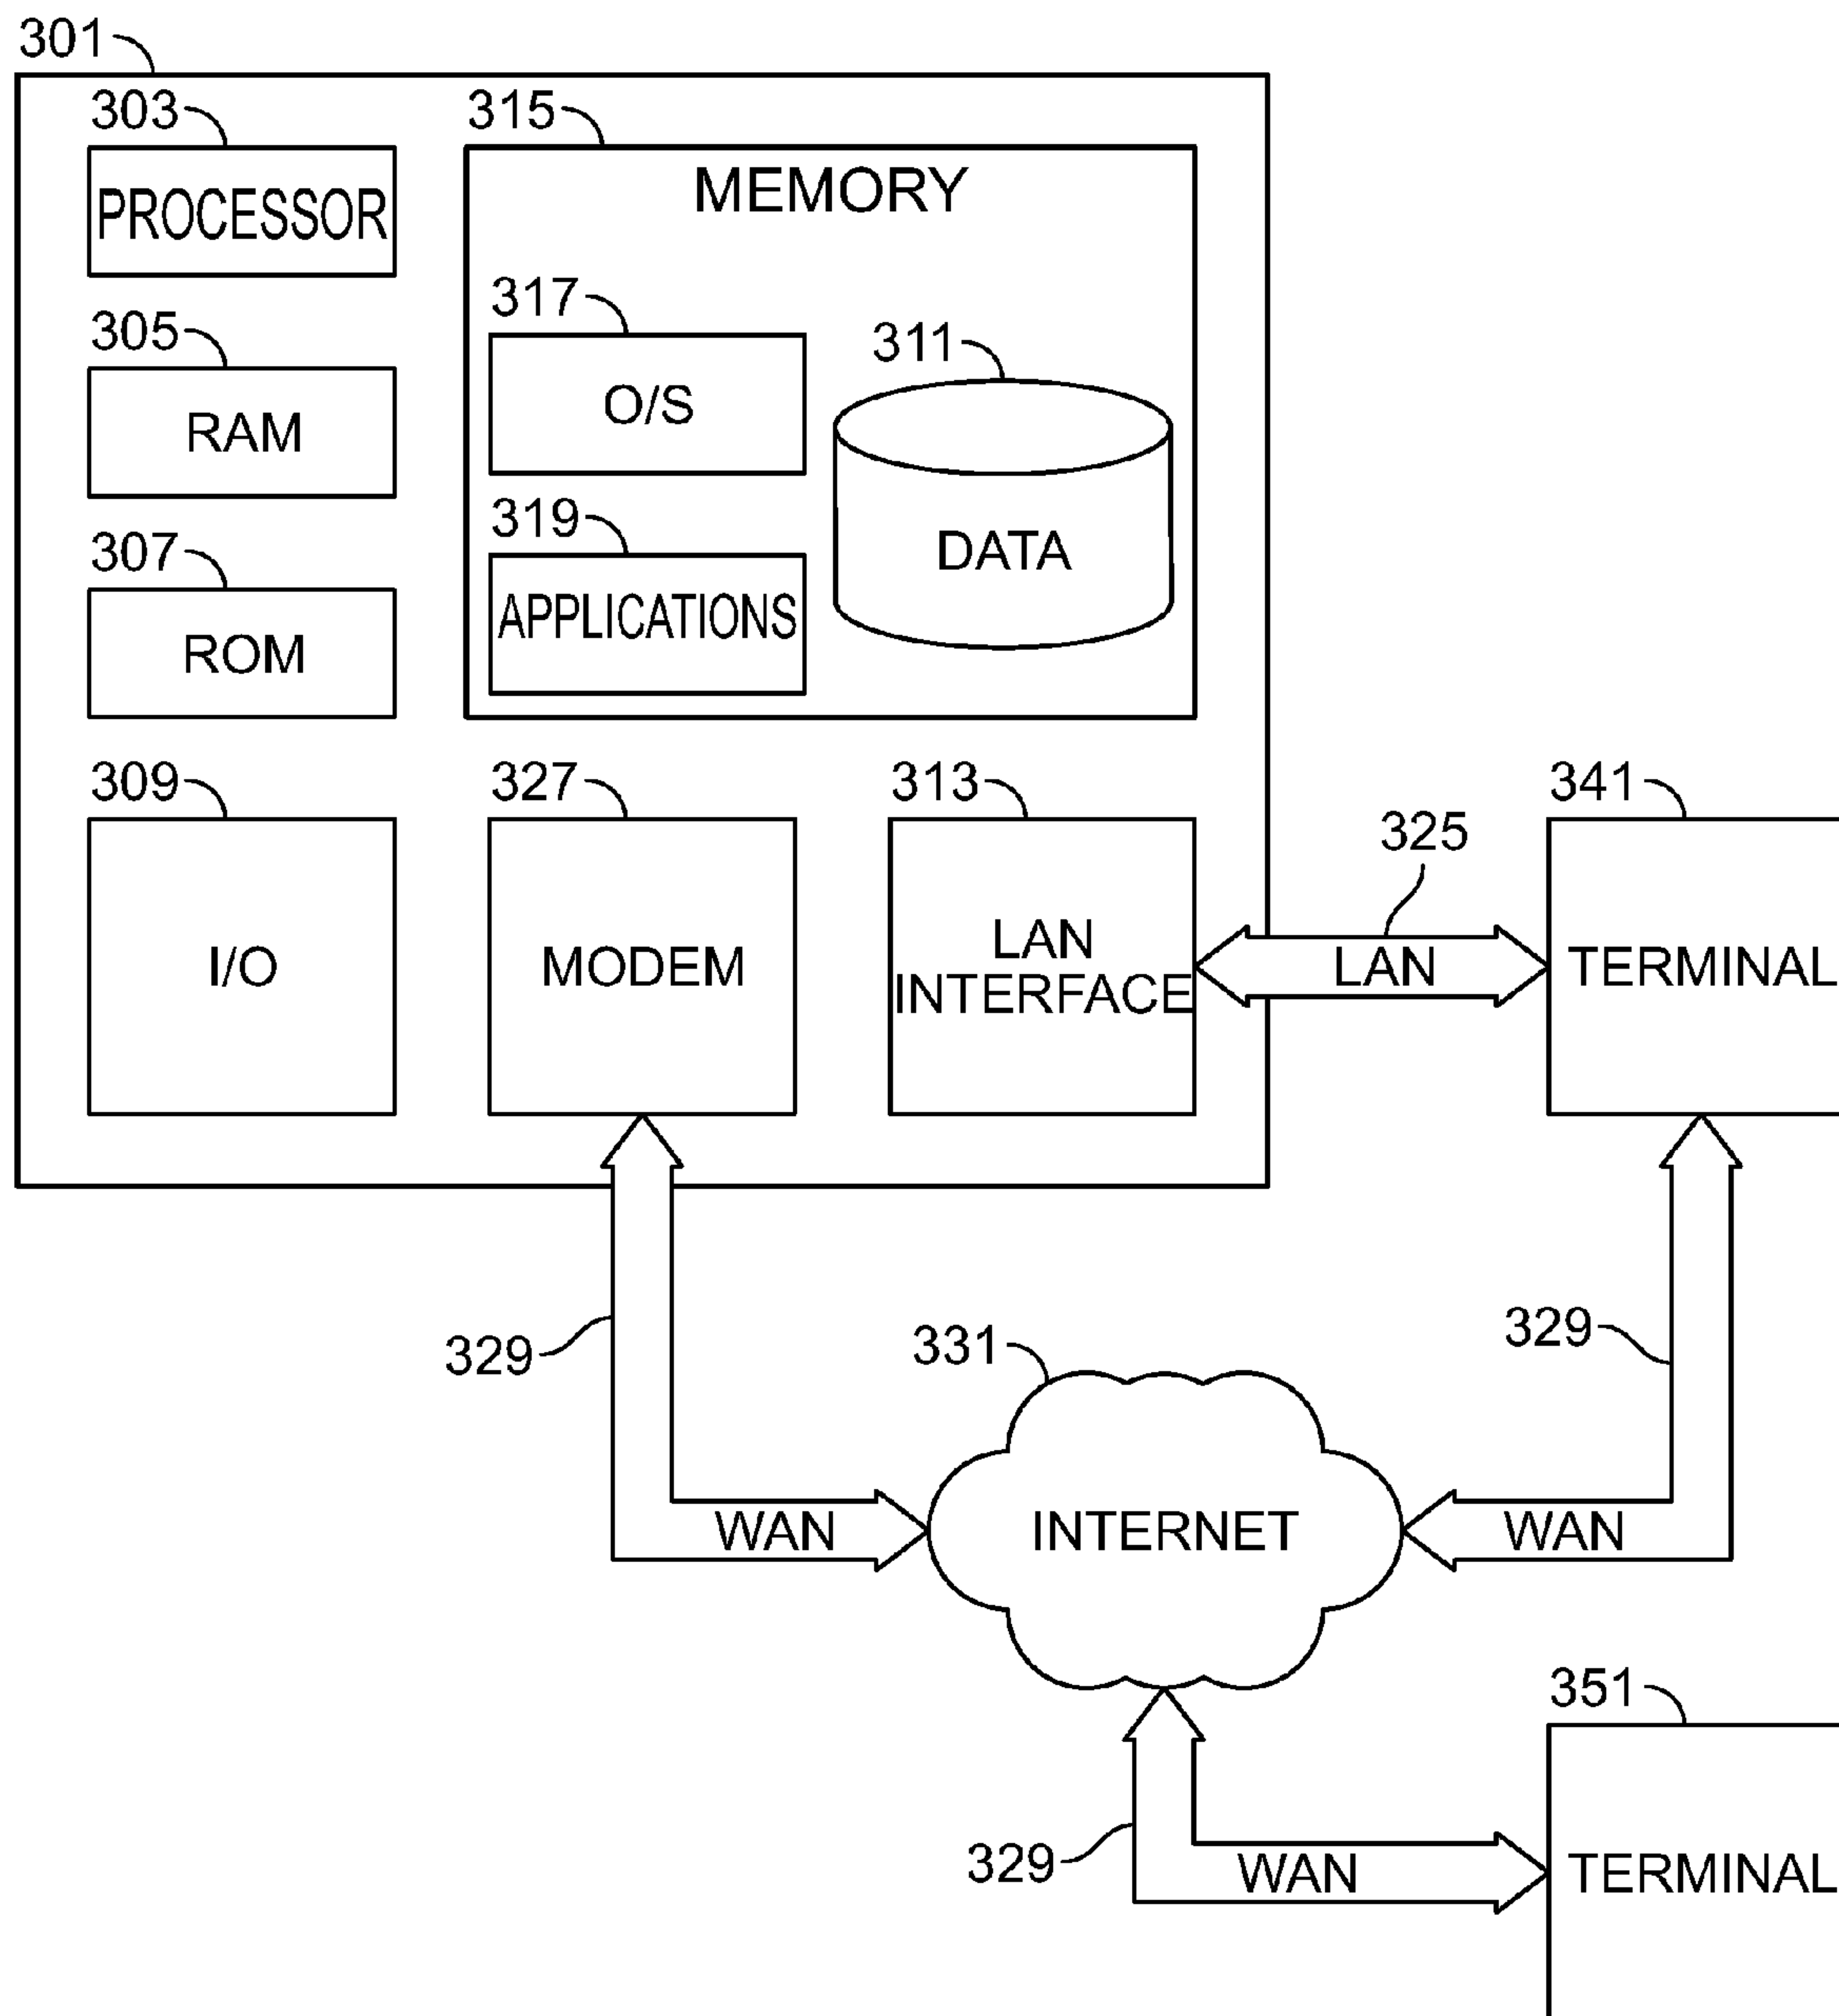 301
303
PROCESSOR
315
MEMORY
305
RAM
317
O/S
311
DATA
307
ROM
319
APPLICATIONS
309
I/O
327
MODEM
313
LAN
INTERFACE
325
LAN
341
TERMINAL
329
WAN
331
INTERNET
329
WAN
329
WAN
351
TERMINAL